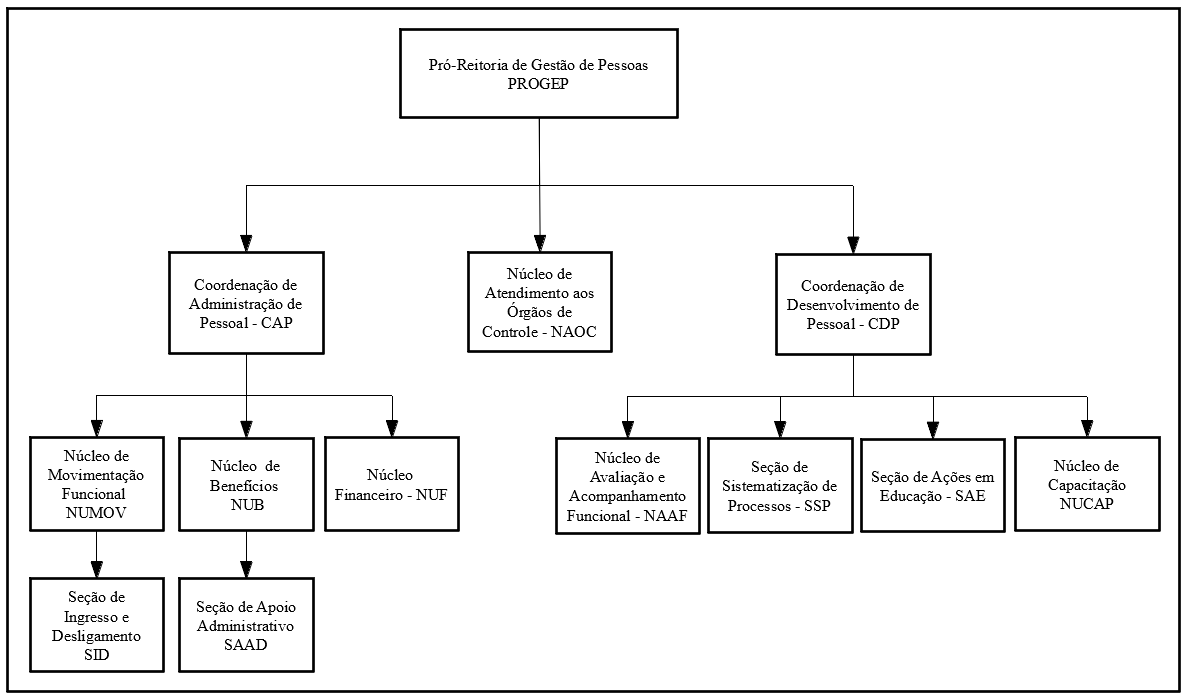 Pró-Reitoria de Gestão de Pessoas
PROGEP
Coordenação de
Administração de
Pessoal - CAP
Núcleo de
Atendimento aos
Órgãos de
Controle - NAOC
Coordenação de
Desenvolvimento de
Pessoal - CDP
Núcleo de
Movimentação
Funcional
NUMOV
Núcleo de
Benefícios
NUB
Núcleo
Financeiro - NUF
Núcleo de
Avaliação e
Acompanhamento
Funcional - NAAF
Seção de
Sistematização de
Processos - SSP
Seção de Ações em
Educação - SAE
Núcleo de
Capacitação
NUCAP
Seção de
Ingresso e
Desligamento
SID
Seção de Apoio
Administrativo
SAAD